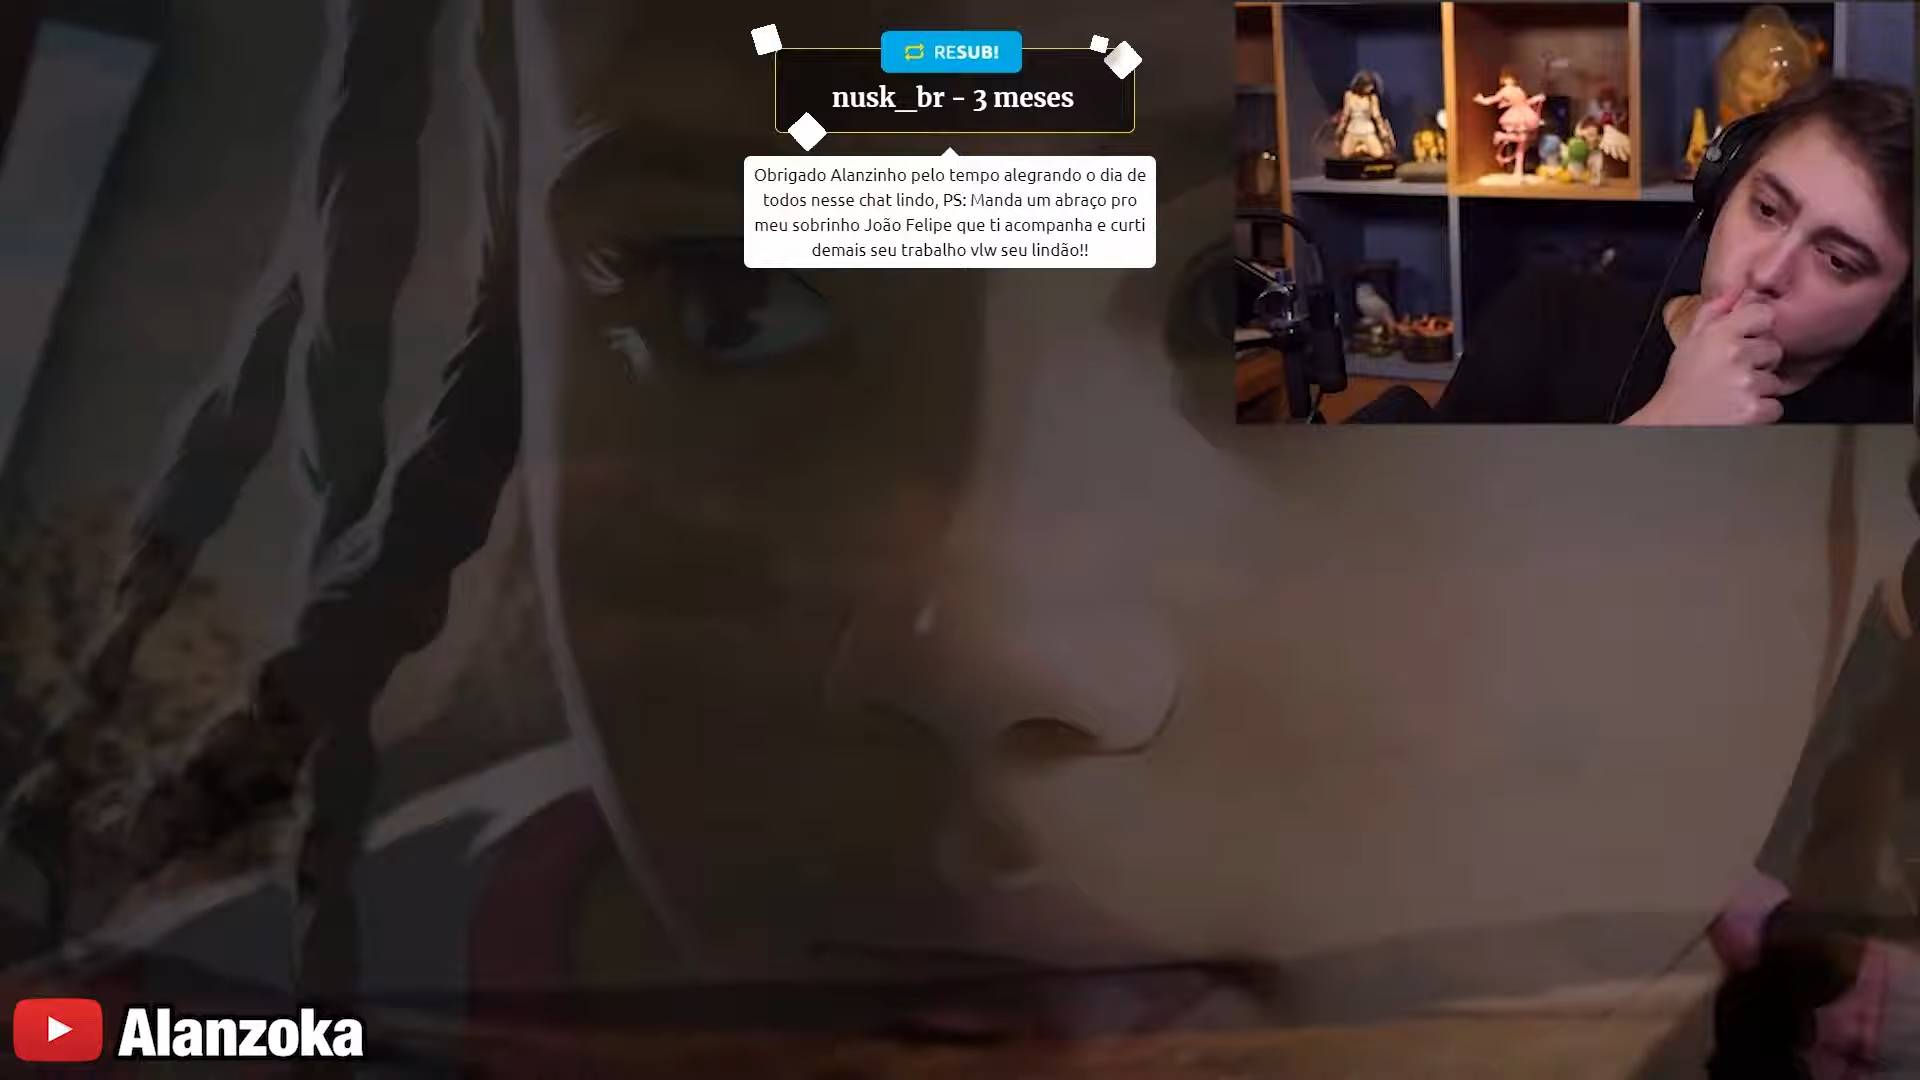 RESUB!
nusk_br - 3 meses
Obrigado Alanzinho pelo tempo alegrando o dia de
todos nesse chat lindo, PS: Manda um abraço pro
meu sobrinho João Felipe que ti acompanha e curti
demais seu trabalho vlw seu lindão!!
Alanzoka